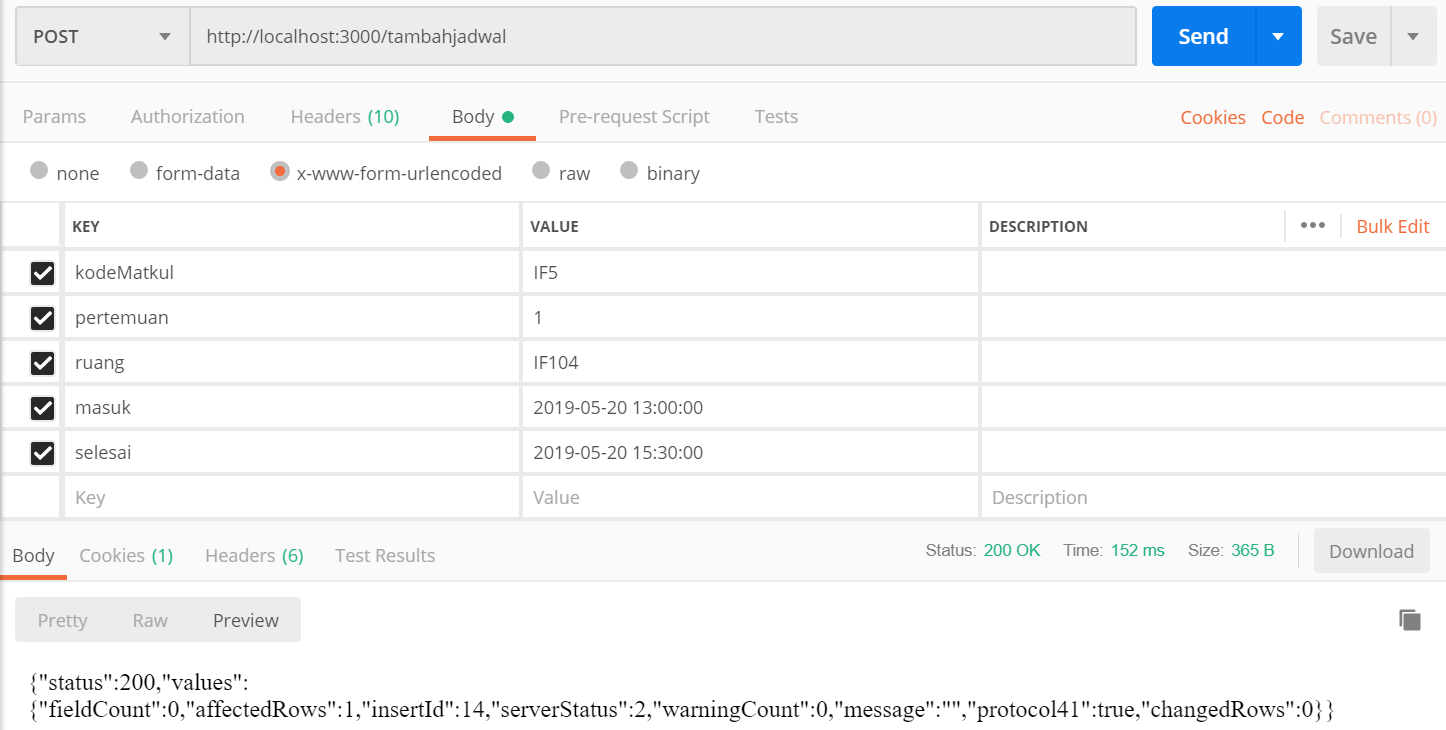 POST http://localhost:3000/tambahjadwal Send Save
Params Authorization Headers (10) Body Pre-request Script Tests Cookies Code Comments (0)
none form-data x-www-form-urlencoded raw binary
KEY VALUE DESCRIPTION ••• Bulk Edit
kodeMatkul IF5
pertemuan 1
ruang IF104
masuk 2019-05-20 13:00:00
selesai 2019-05-20 15:30:00
Key Value Description
Body Cookies (1) Headers (6) Test Results Status: 200 OK Time: 152 ms Size: 365 B Download
Pretty Raw Preview
{"status":200,"values":
{"fieldCount":0,"affectedRows":1,"insertId":14,"serverStatus":2,"warningCount":0,"message":"","protocol41":true,"changedRows":0}}